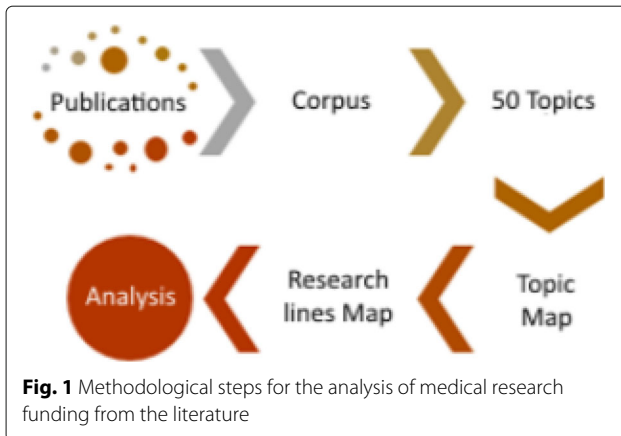 Publications
Corpus
50 Topics
Topic
Map
Research
lines Map
Analysis
Fig. 1 Methodological steps for the analysis of medical research
funding from the literature